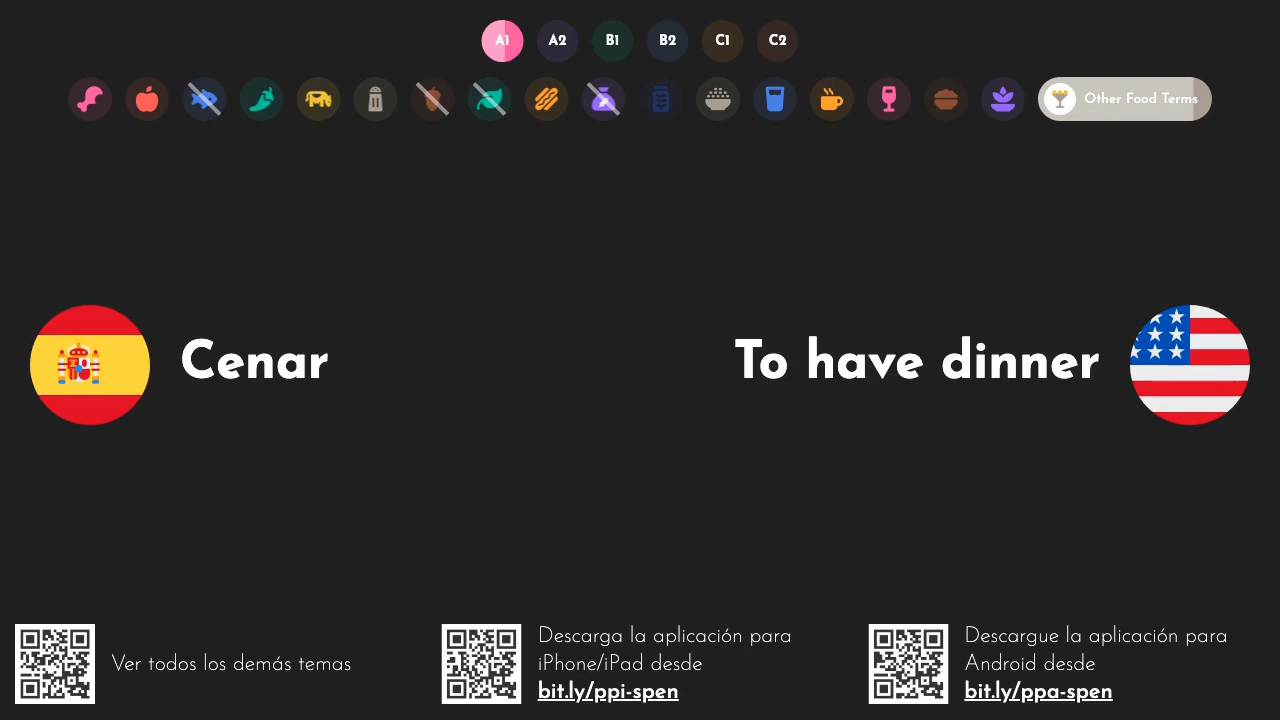 A1 A2 B1 B2 C1 C2
Other Food Terms
Cenar
To have dinner
Ver todos los demás temas
Descarga la aplicación para
iPhone/iPad desde
bit.ly/ppi-spen
Descargue la aplicación para
Android desde
bit.ly/ppa-spen